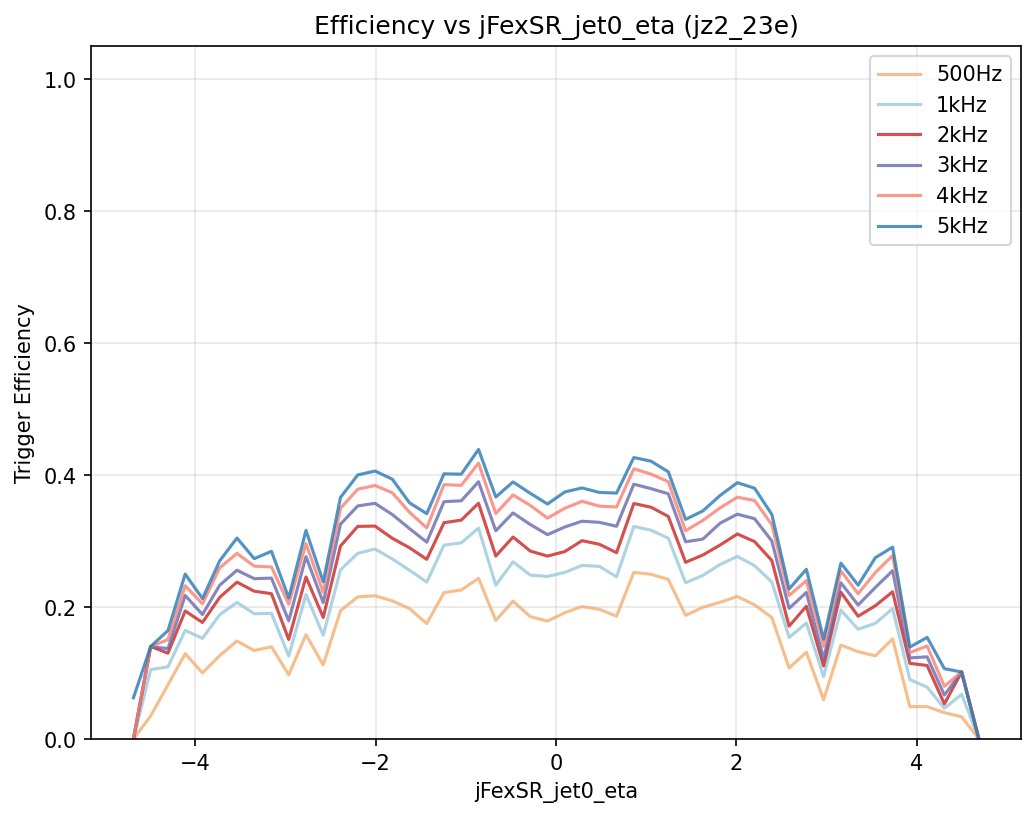 Efficiency vs jFexSR_jet0_eta (jz2_23e)
Trigger Efficiency
1.0
0.8
0.6
0.4
0.2
0.0
500Hz
1kHz
2kHz
3kHz
4kHz
5kHz
−4
−2
0
2
4
jFexSR_jet0_eta